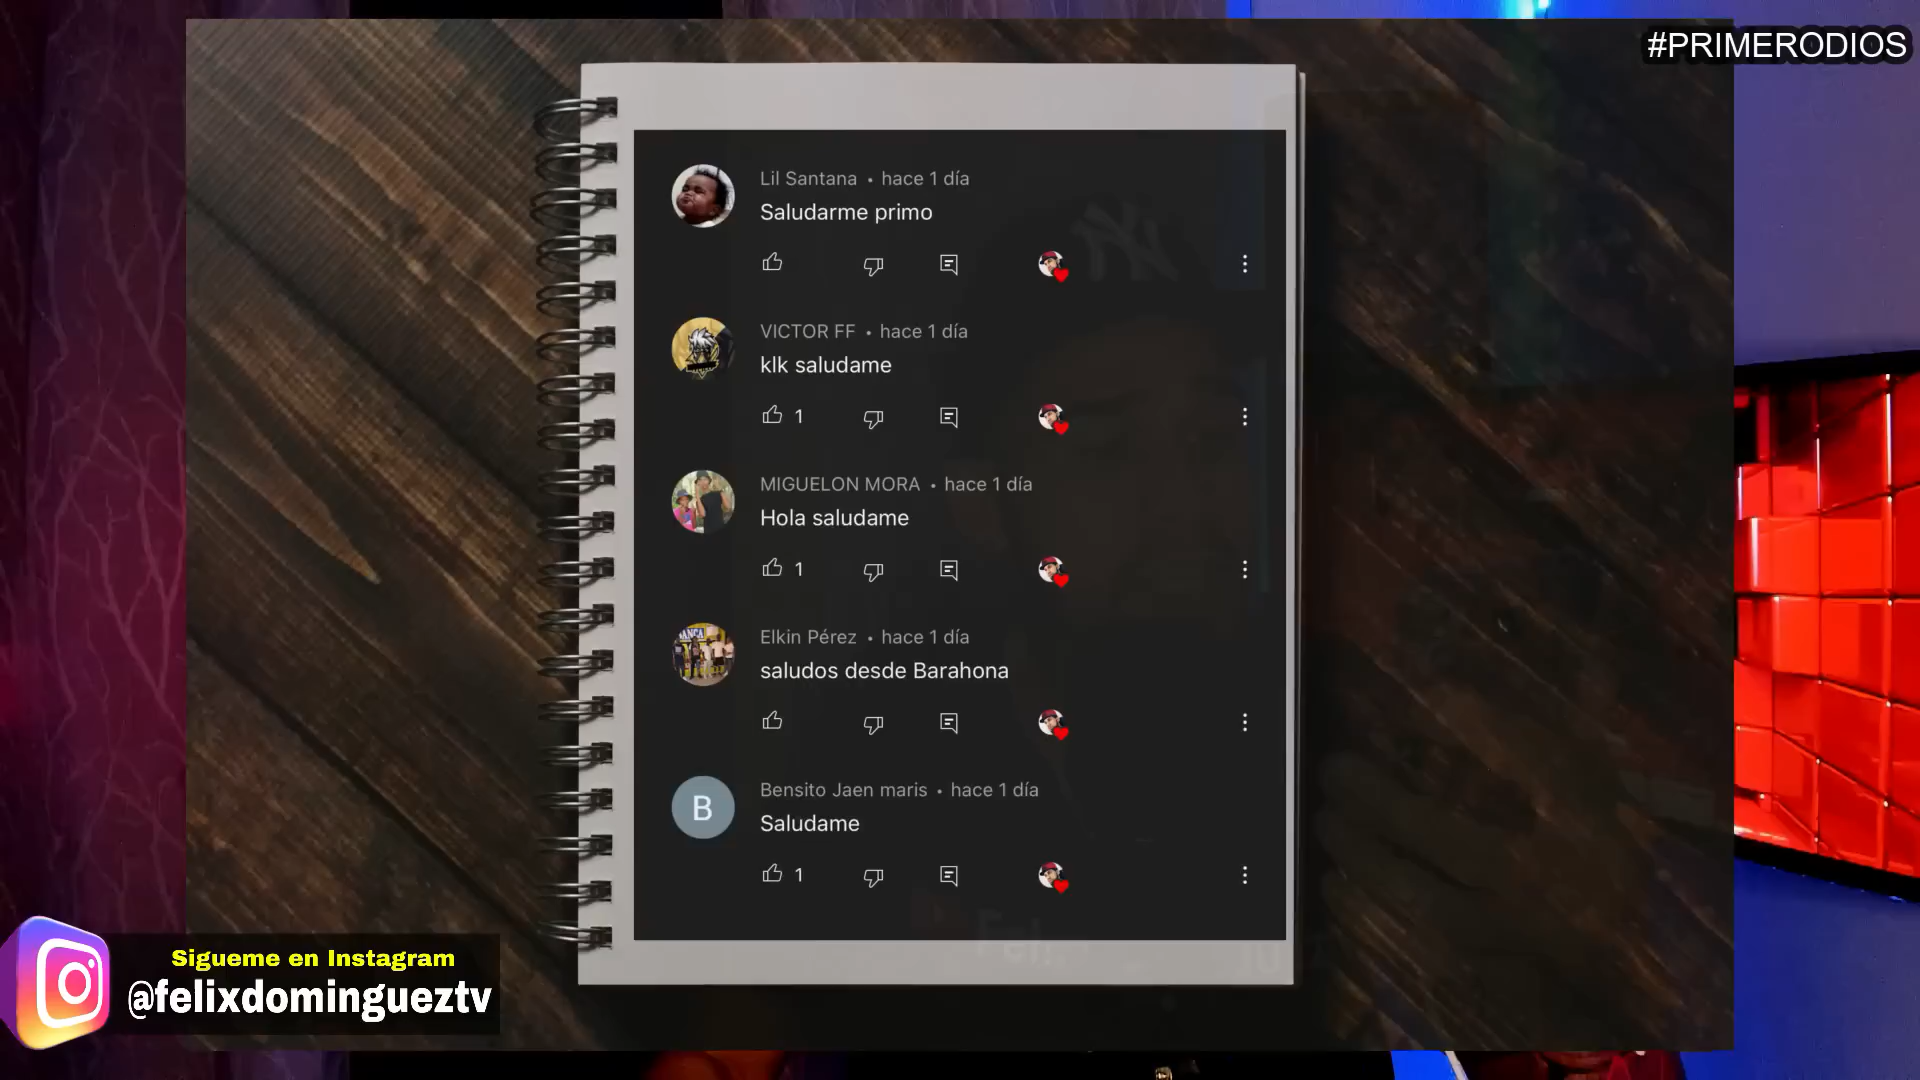 #PRIMERODIOS
Lil Santana • hace 1 día
Saludarme primo
VICTOR FF • hace 1 día
klk saludame
1
MIGUELON MORA • hace 1 día
Hola saludame
1
Elkin Pérez • hace 1 día
saludos desde Barahona
B
Bensito Jaen maris • hace 1 día
Saludame
1
Sigueme en Instagram
@felixdomingueztv